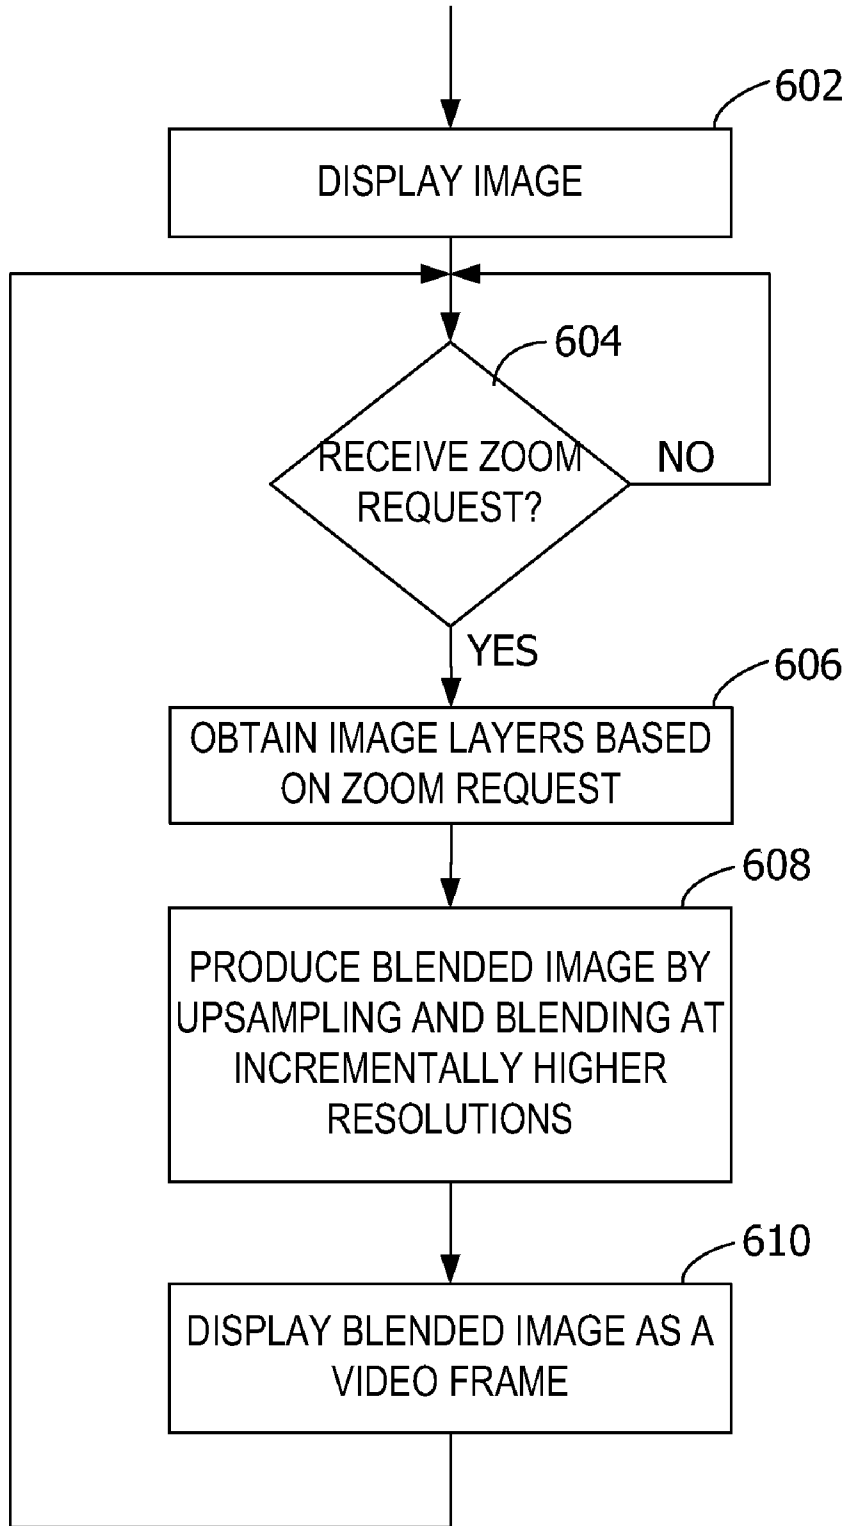 602
DISPLAY IMAGE
604
RECEIVE ZOOM
REQUEST?
NO
YES
606
OBTAIN IMAGE LAYERS BASED
ON ZOOM REQUEST
608
PRODUCE BLENDED IMAGE BY
UPSAMPLING AND BLENDING AT
INCREMENTALLY HIGHER
RESOLUTIONS
610
DISPLAY BLENDED IMAGE AS A
VIDEO FRAME